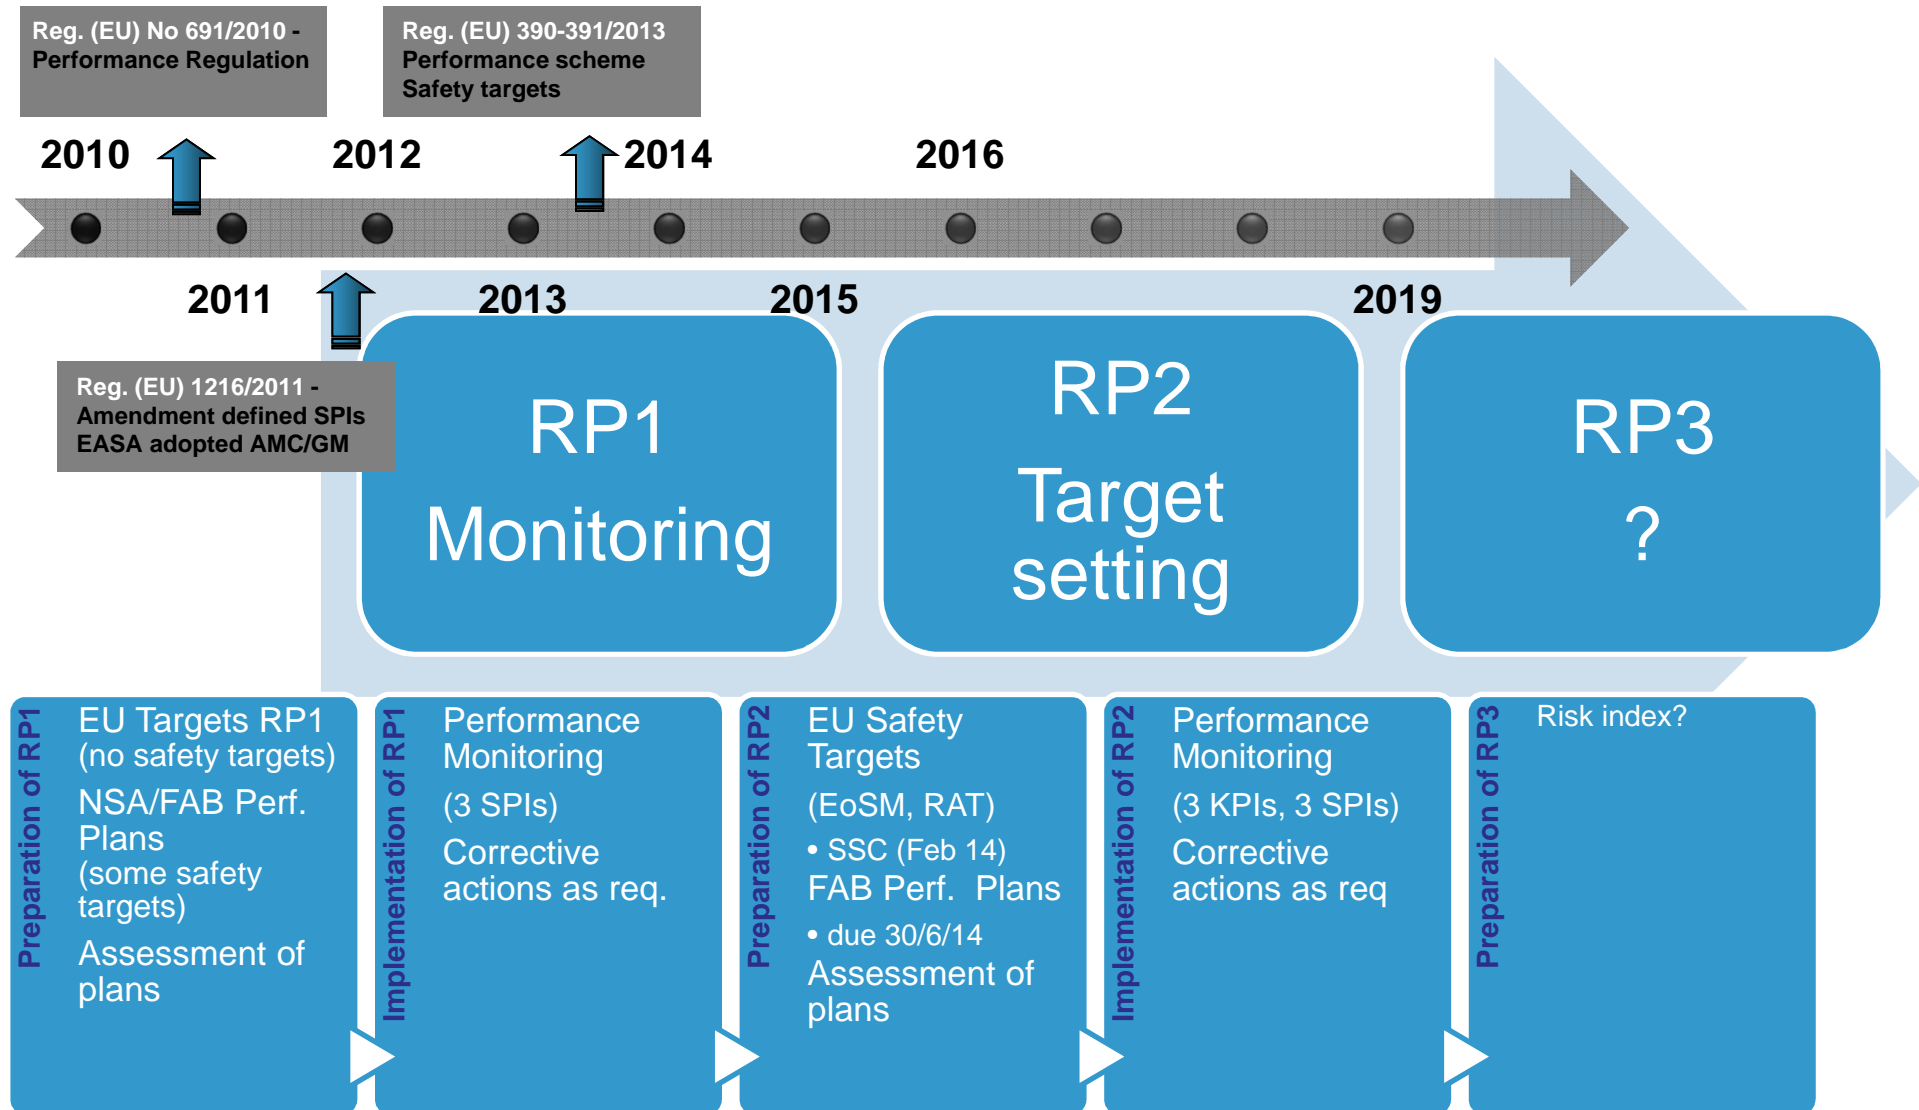 Reg. (EU) No 691/2010 -
Performance Regulation
Reg. (EU) 390-391/2013
Performance scheme
Safety targets
2010
2012
2014
2016
2011
2013
2015
2019
Reg. (EU) 1216/2011 -
Amendment defined SPIs
EASA adopted AMC/GM
RP1
Monitoring
RP2
Target
setting
RP3
?
Preparation of RP1
EU Targets RP1
(no safety targets)
NSA/FAB Perf.
Plans
(some safety
targets)
Assessment of
plans
Implementation of RP1
Performance
Monitoring
(3 SPIs)
Corrective
actions as req.
Preparation of RP2
EU Safety
Targets
(EoSM, RAT)
• SSC (Feb 14)
FAB Perf. Plans
• due 30/6/14
Assessment of
plans
Implementation of RP2
Performance
Monitoring
(3 KPIs, 3 SPIs)
Corrective
actions as req
Preparation of RP3
Risk index?